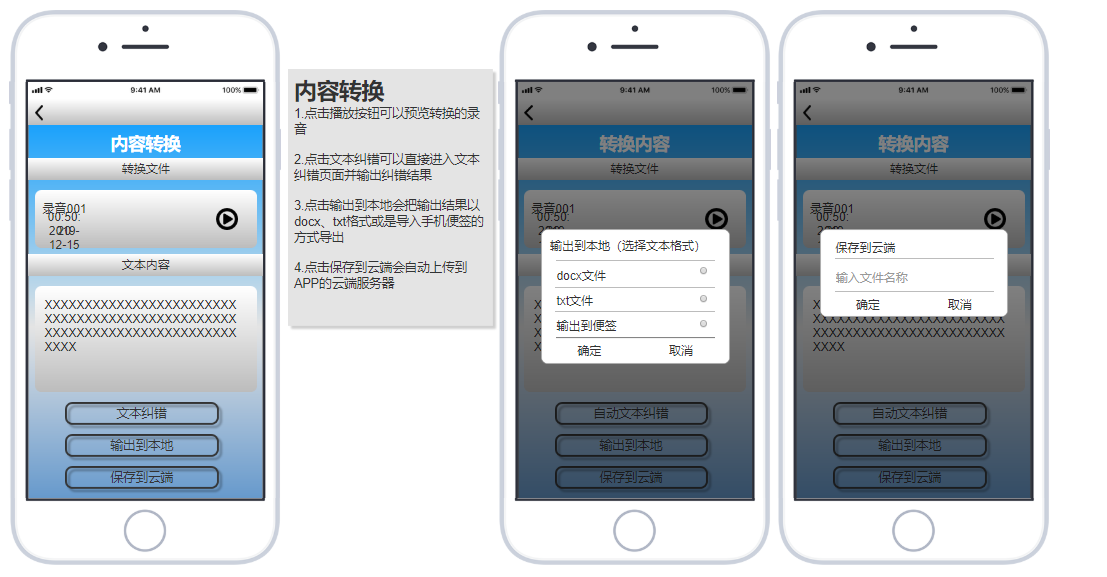 9:41 AM
100%
内容转换
转换文件
录音001
00:50:
20
2019-
12-15
文本内容
XXXXXXXXXXXXXXXXXXXXXXXX
XXXXXXXXXXXXXXXXXXXXXXXX
XXXXXXXXXXXXXXXXXXXXXXXX
XXXX
文本纠错
输出到本地
保存到云端
内容转换
1.点击播放按钮可以预览转换的录
音
2.点击文本纠错可以直接进入文本
纠错页面并输出纠错结果
3.点击输出到本地会把输出结果以
docx、txt格式或是导入手机便签的
方式导出
4.点击保存到云端会自动上传到
APP的云端服务器
9:41 AM
100%
转换内容
转换文件
录音001
00:50:
输出到本地（选择文本格式）
docx文件
txt文件
输出到便签
确定
取消
自动文本纠错
输出到本地
保存到云端
9:41 AM
100%
转换内容
转换文件
录音001
00:50:
保存到云端
输入文件名称
确定
取消
XXXXXXXXXXXXXXXXXXXXXXXX
XXXX
自动文本纠错
输出到本地
保存到云端